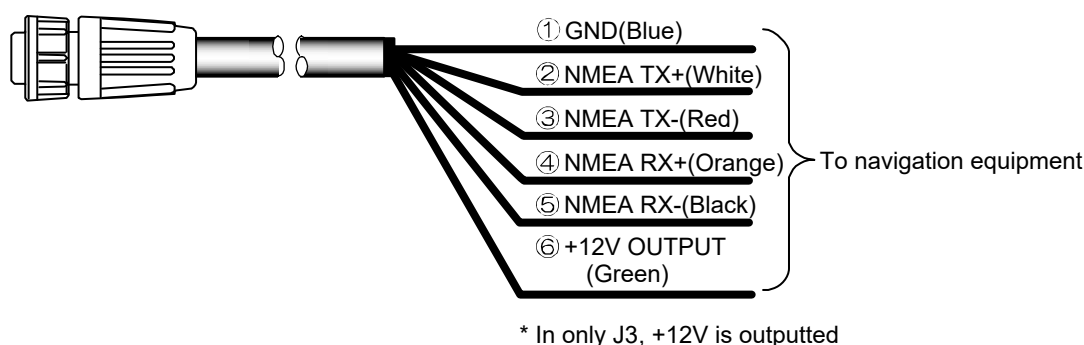 ① GND(Blue)
② NMEA TX+(White)
③ NMEA TX-(Red)
④ NMEA RX+(Orange)
⑤ NMEA RX-(Black)
⑥ +12V OUTPUT
(Green)
To navigation equipment
* In only J3, +12V is outputted